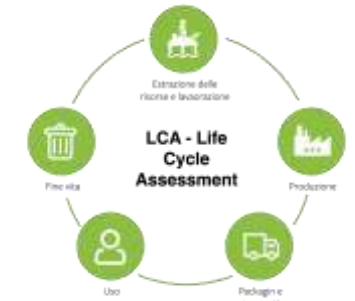 Estrazione delle
risorse e lavorazione
LCA - Life
Cycle
Assessment
Fine vita
Produzione
Uso
Packagin e